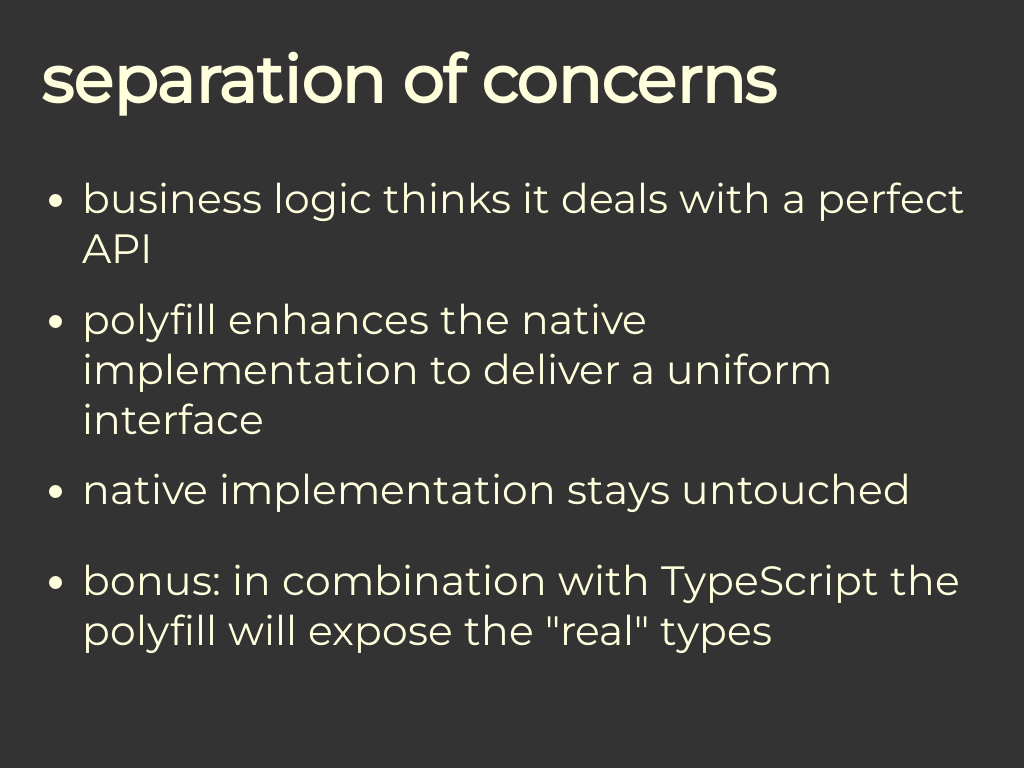 separation of concerns
• business logic thinks it deals with a perfect
API
• polyfill enhances the native
implementation to deliver a uniform
interface
• native implementation stays untouched
• bonus: in combination with TypeScript the
polyfill will expose the "real" types